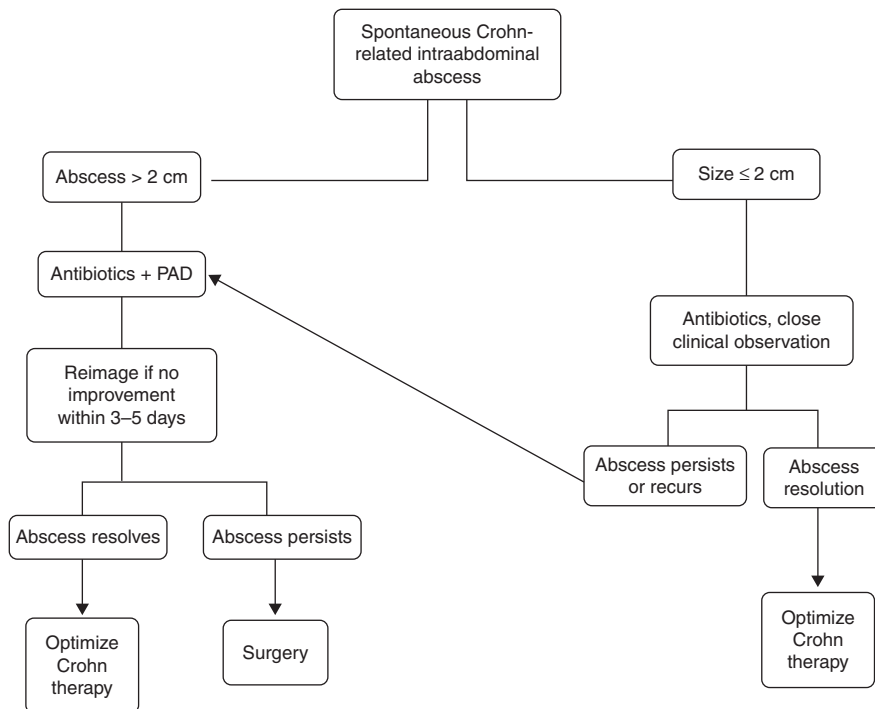 Spontaneous Crohn-
related intraabdominal
abscess
Abscess > 2 cm
Size ≤ 2 cm
Antibiotics + PAD
Antibiotics, close
clinical observation
Reimage if no
improvement
within 3–5 days
Abscess persists
or recurs
Abscess
resolution
Abscess resolves
Abscess persists
Optimize
Crohn
therapy
Surgery
Optimize
Crohn
therapy